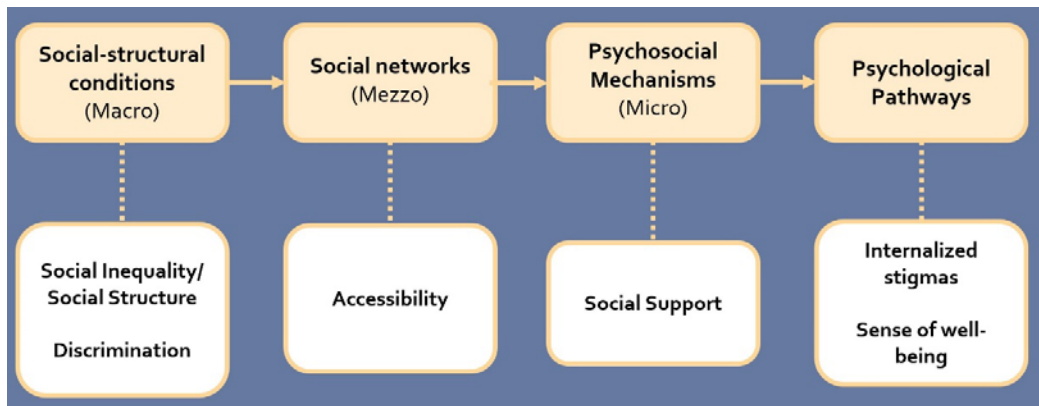 Social-structural
conditions
(Macro)
Social networks
(Mezzo)
Psychosocial
Mechanisms
(Micro)
Psychological
Pathways
Social Inequality/
Social Structure
Discrimination
Accessibility
Social Support
Internalized
stigmas
Sense of well-
being